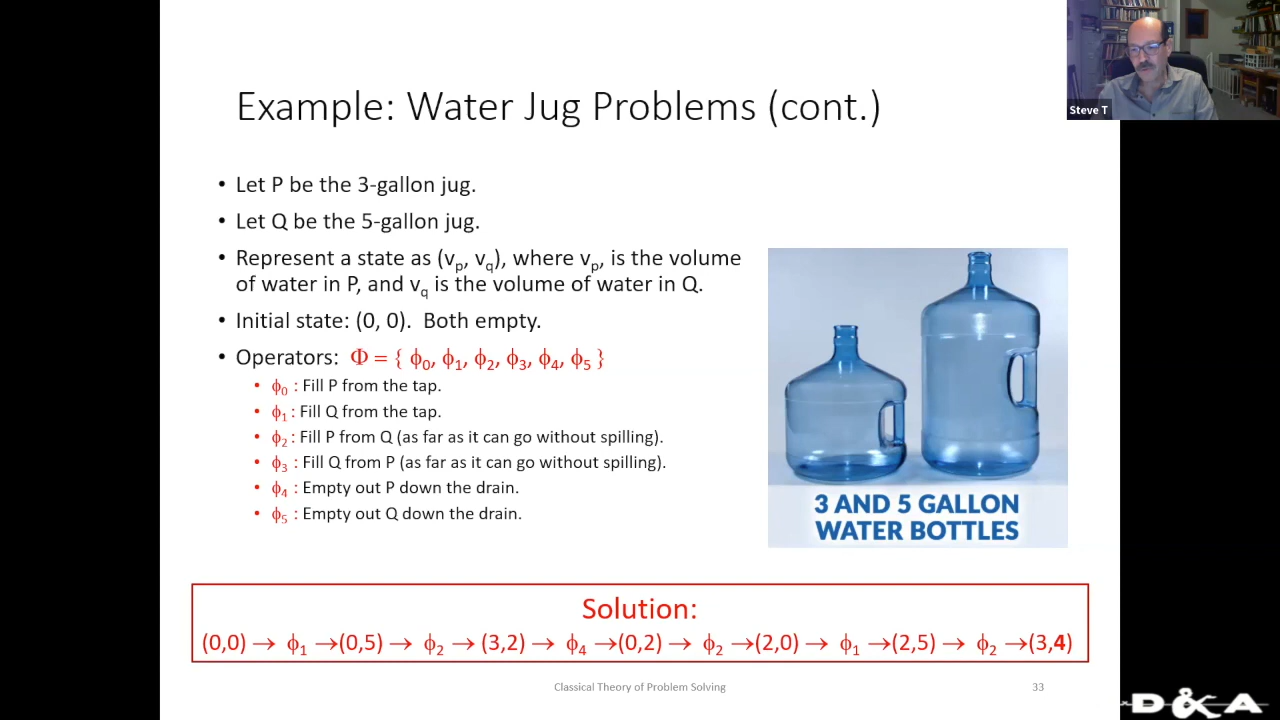 Steve T
Example: Water Jug Problems (cont.)
• Let P be the 3-gallon jug.
• Let Q be the 5-gallon jug.
• Represent a state as (vp, vq), where vp, is the volume
of water in P, and vq is the volume of water in Q.
• Initial state: (0, 0).  Both empty.
• Operators:  Φ = { ϕ0, ϕ1, ϕ2, ϕ3, ϕ4, ϕ5 }
• ϕ0 : Fill P from the tap.
• ϕ1 : Fill Q from the tap.
• ϕ2 : Fill P from Q (as far as it can go without spilling).
• ϕ3 : Fill Q from P (as far as it can go without spilling).
• ϕ4 : Empty out P down the drain.
• ϕ5 : Empty out Q down the drain.
3 AND 5 GALLON
WATER BOTTLES
Solution:
(0,0) → ϕ1 →(0,5) → ϕ2 → (3,2) → ϕ4 →(0,2) → ϕ2 →(2,0) → ϕ1 →(2,5) → ϕ2 →(3,4)
Classical Theory of Problem Solving
33
D&A